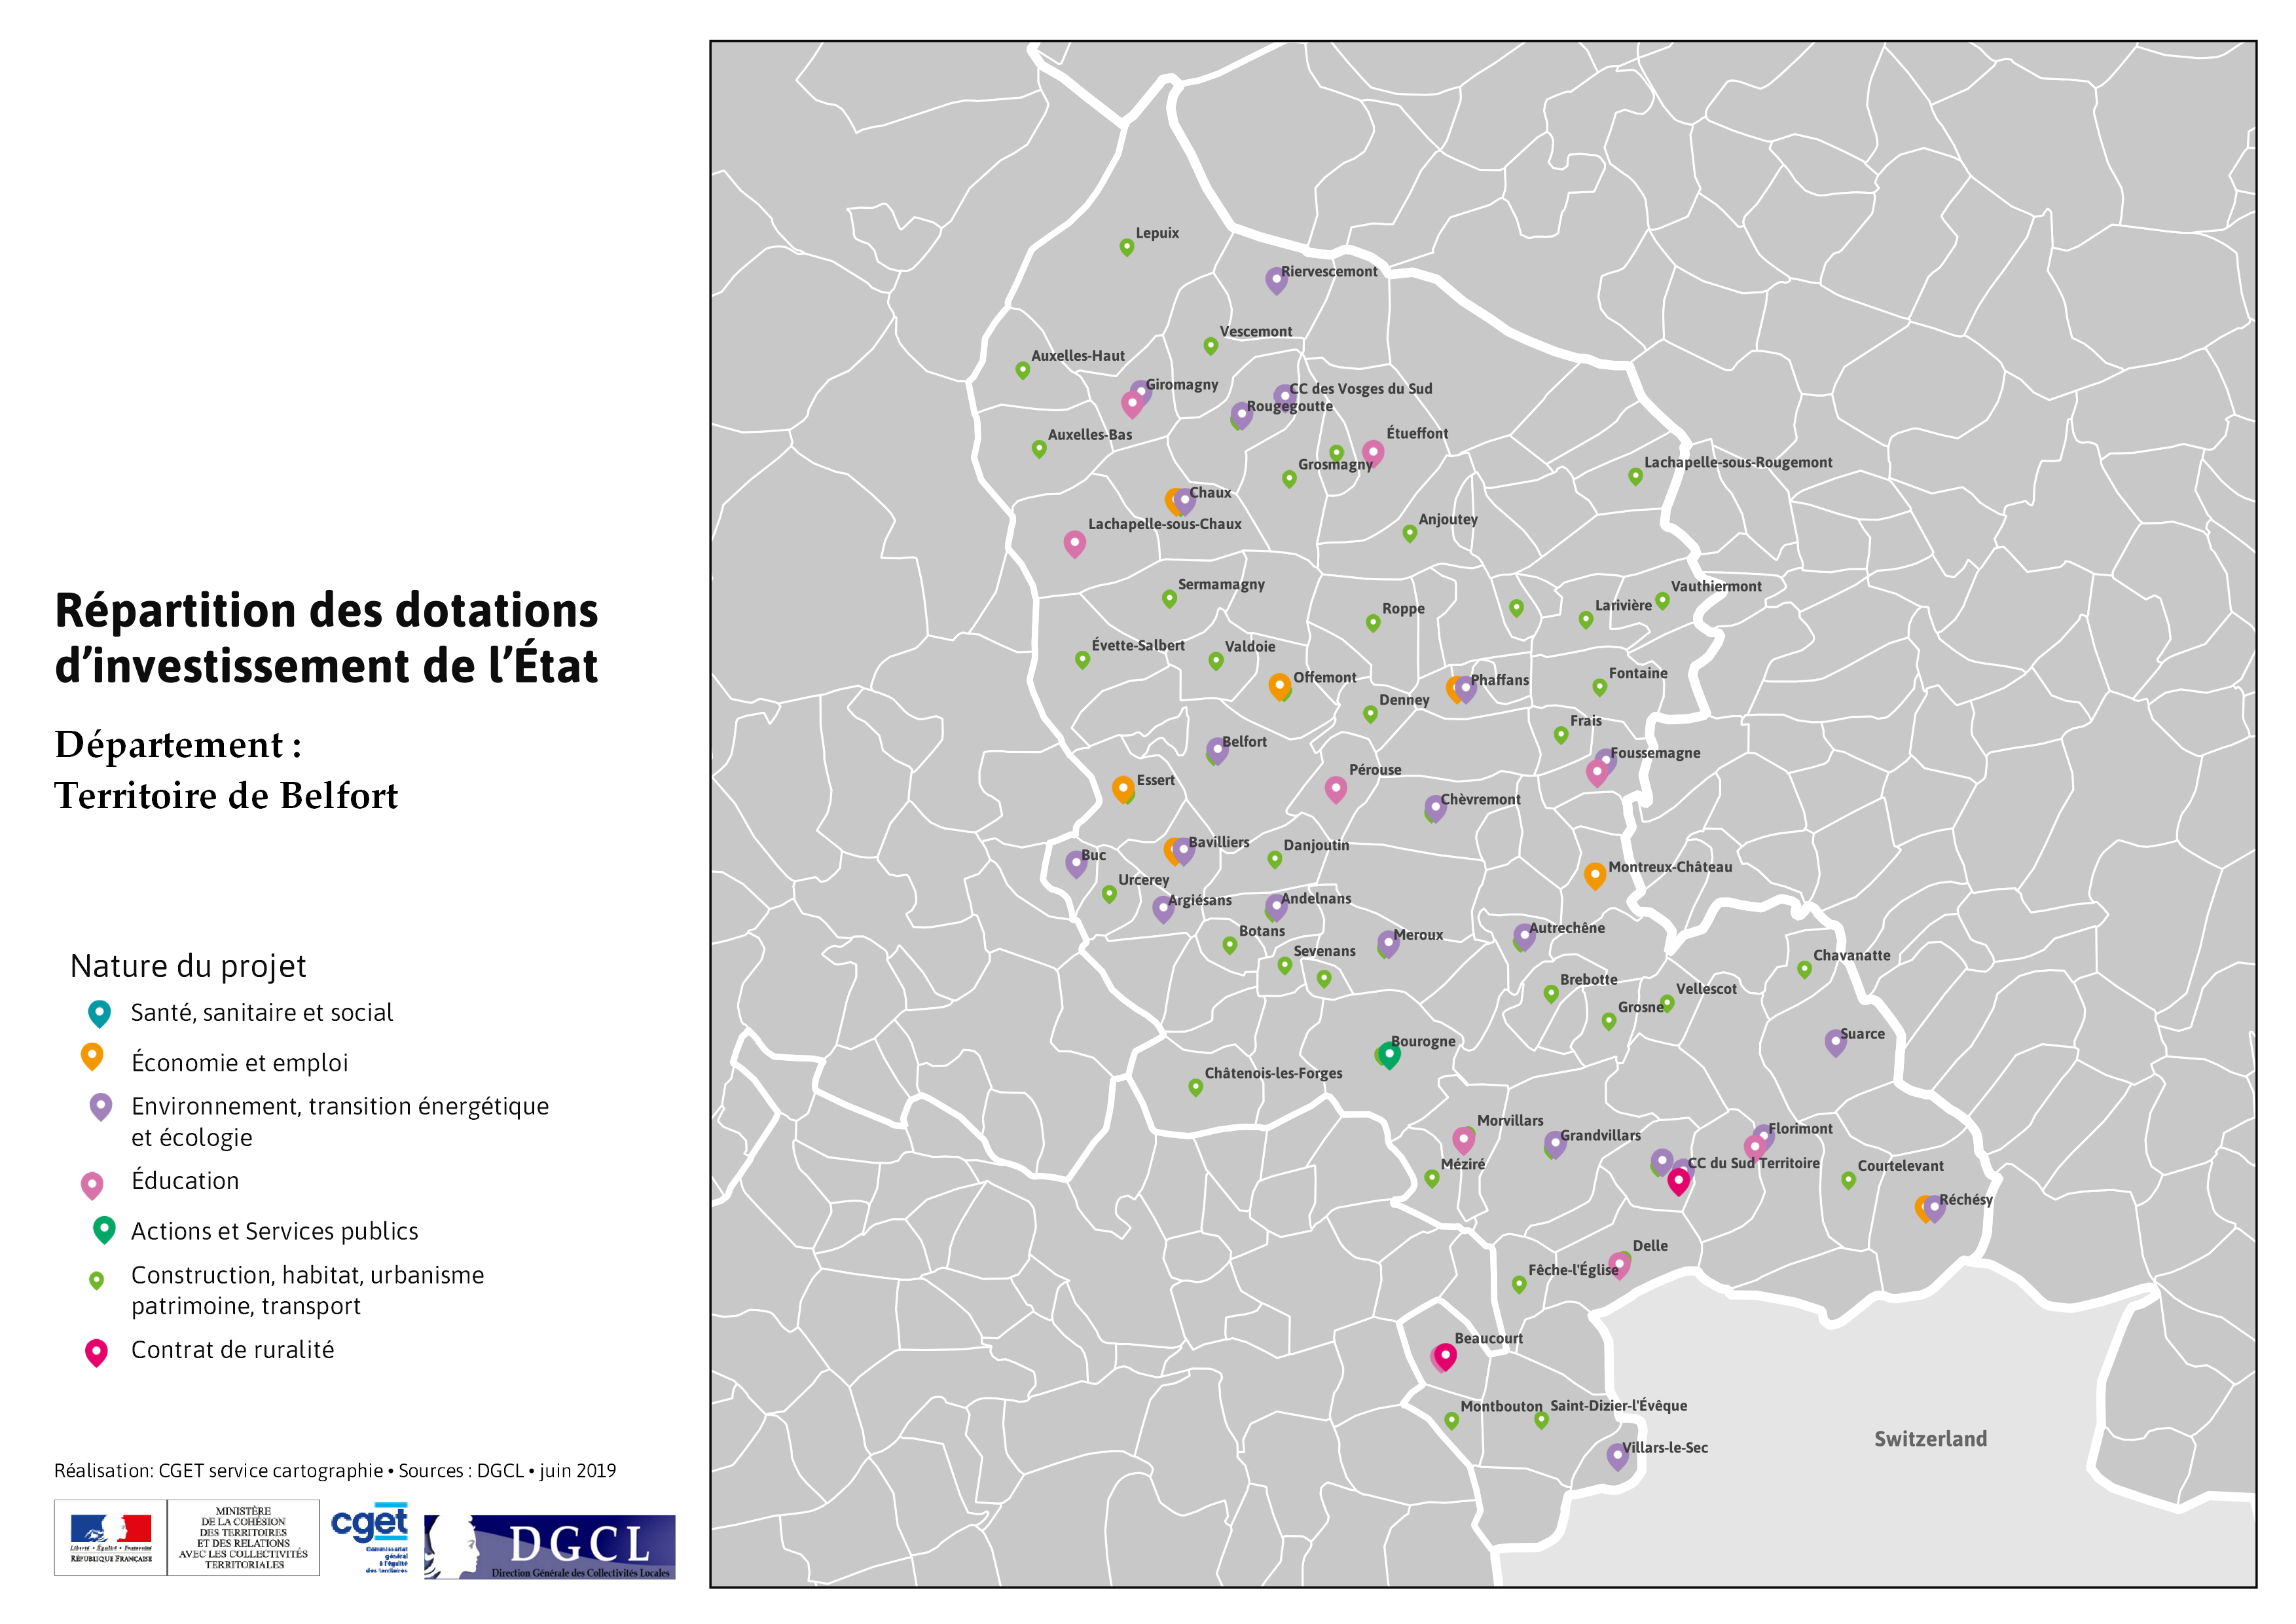 Répartition des dotations
d’investissement de l’État
Département :
Territoire de Belfort
Nature du projet
Santé, sanitaire et social
Économie et emploi
Environnement, transition énergétique
et écologie
Éducation
Actions et Services publics
Construction, habitat, urbanisme
patrimoine, transport
Contrat de ruralité
Réalisation: CGET service cartographie • Sources : DGCL • juin 2019
Liberté • Égalité • Fraternité
RÉPUBLIQUE FRANÇAISE
MINISTÈRE
DE LA COHÉSION
DES TERRITOIRES
ET DES RELATIONS
AVEC LES COLLECTIVITÉS
TERRITORIALES
cget
Commissariat
général
à l'égalité
des territoires
DGCL
Direction Générale des Collectivités Locales
Lepuix
Riervescemont
Vescemont
Auxelles-Haut
Giromagny
CC des Vosges du Sud
Rougegoutte
Auxelles-Bas
Étueffont
Grosmagny
Lachapelle-sous-Rougemont
Chaux
Lachapelle-sous-Chaux
Anjoutey
Sermamagny
Vauthiermont
Larivière
Roppe
Évette-Salbert
Valdoie
Offemont
Phaffans
Fontaine
Denney
Frais
Belfort
Foussemagne
Essert
Pérouse
Chèvremont
Bavilliers
Danjoutin
Buc
Montreux-Château
Urcerey
Argiésans
Andelnans
Botans
Meroux
Autrechêne
Sevenans
Chavanatte
Brebotte
Vellescot
Grosne
Suarce
Bourogne
Châtenois-les-Forges
Morvillars
Grandvillars
Florimont
Méziré
CC du Sud Territoire
Courtelevant
Réchésy
Delle
Fêche-l'Église
Beaucourt
Montbouton
Saint-Dizier-l'Évêque
Villars-le-Sec
Switzerland